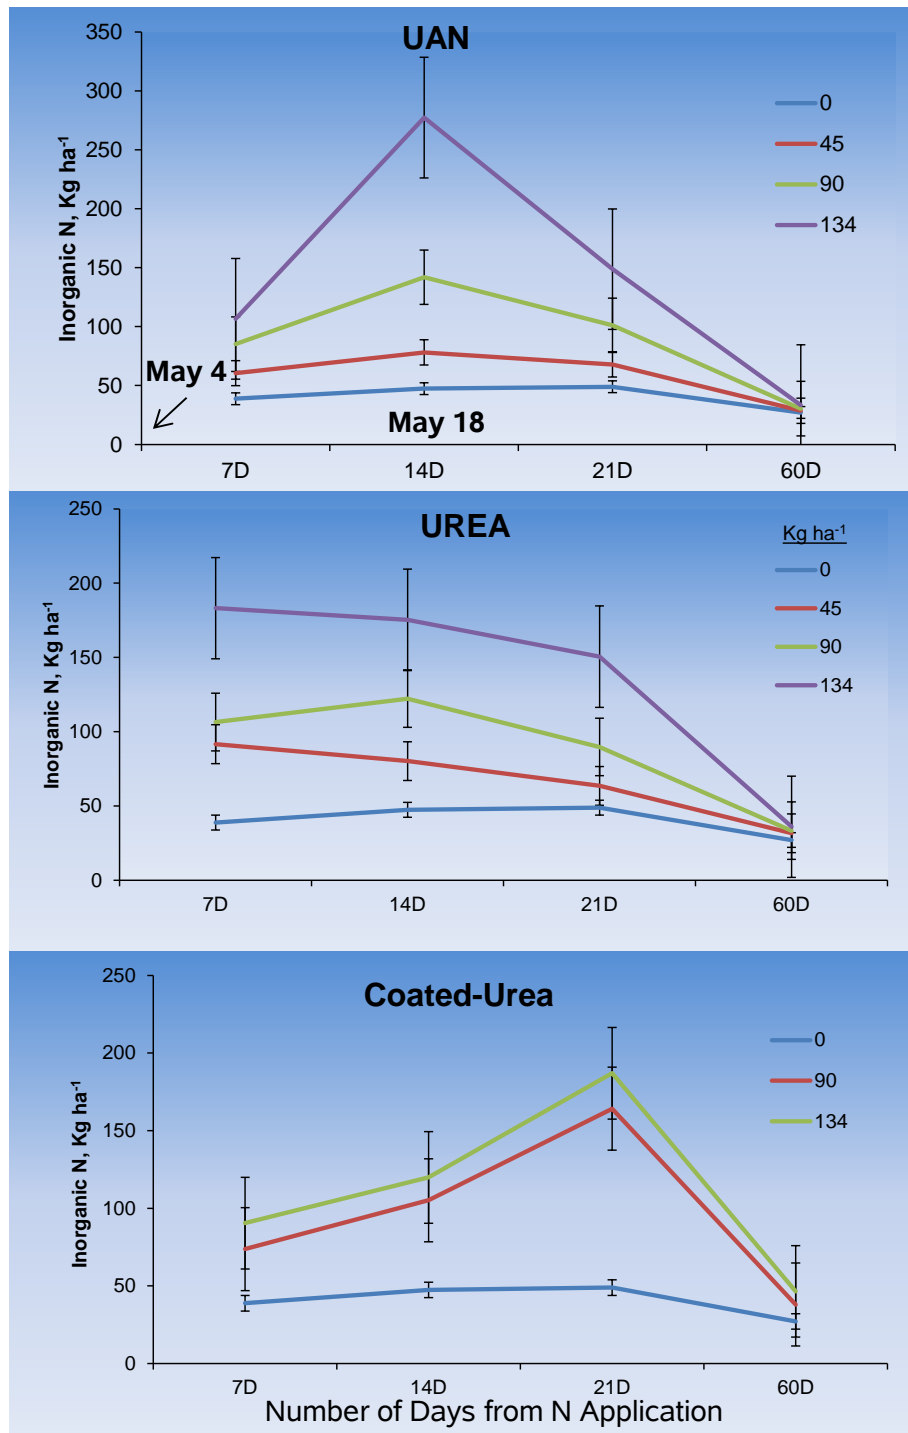 UAN
350
300
250
200
150
100
50
0
Inorganic N, Kg ha⁻¹
0
45
90
134
May 4
May 18
7D 14D 21D 60D
UREA
250
200
150
100
50
0
Inorganic N, Kg ha⁻¹
Kg ha⁻¹
0
45
90
134
7D 14D 21D 60D
Coated-Urea
250
200
150
100
50
0
Inorganic N, Kg ha⁻¹
0
90
134
7D 14D 21D 60D
Number of Days from N Application